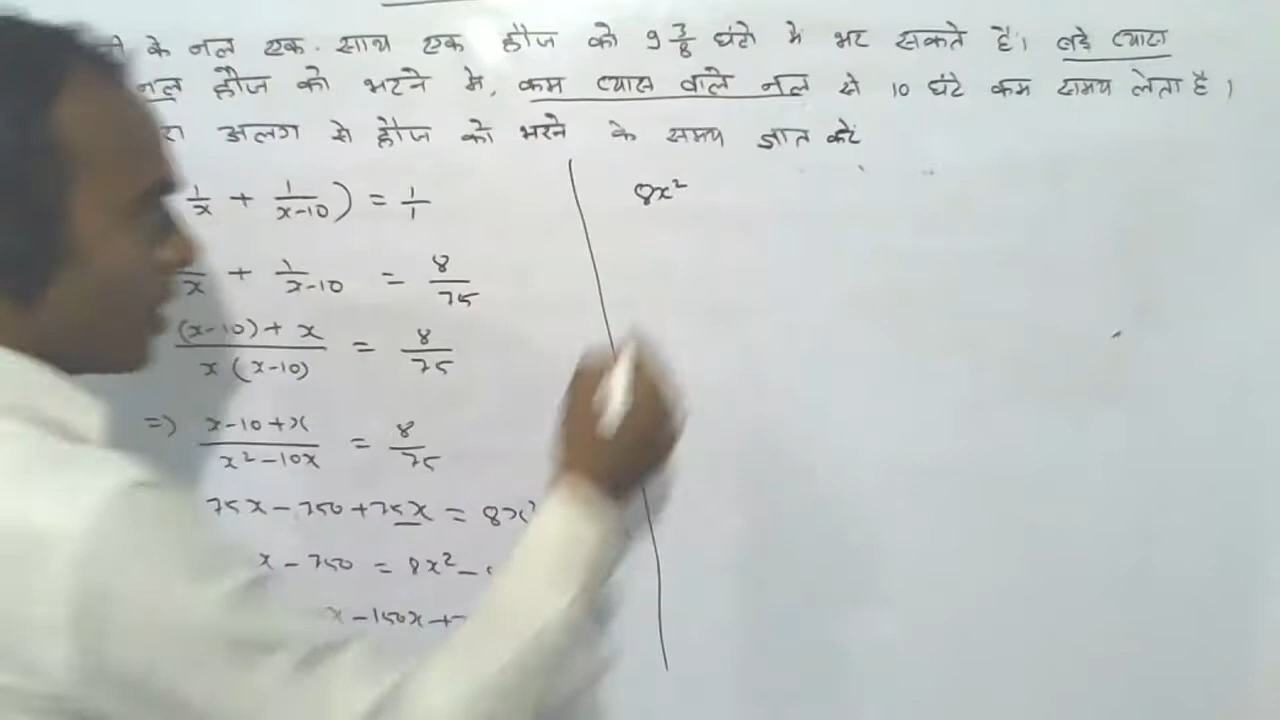 के नल एक साथ एक हौज को 9 3/8 घंटो मे भर सकते है। बड़े व्यास
नल हौज को भरने मे, कम व्यास वाले नल से 10 घंटे कम समय लेता है।
अलग से हौज को भरने के समय ज्ञात करें
1/x + 1/(x-10)) = 1/1
/x + 1/(x-10) = 8/75
((x-10) + x)/(x(x-10)) = 8/75
=> (x-10+x)/(x²-10x) = 8/75
75x - 750 + 75x = 8x²
x - 750 = 8x² -
x - 150x +
8x²